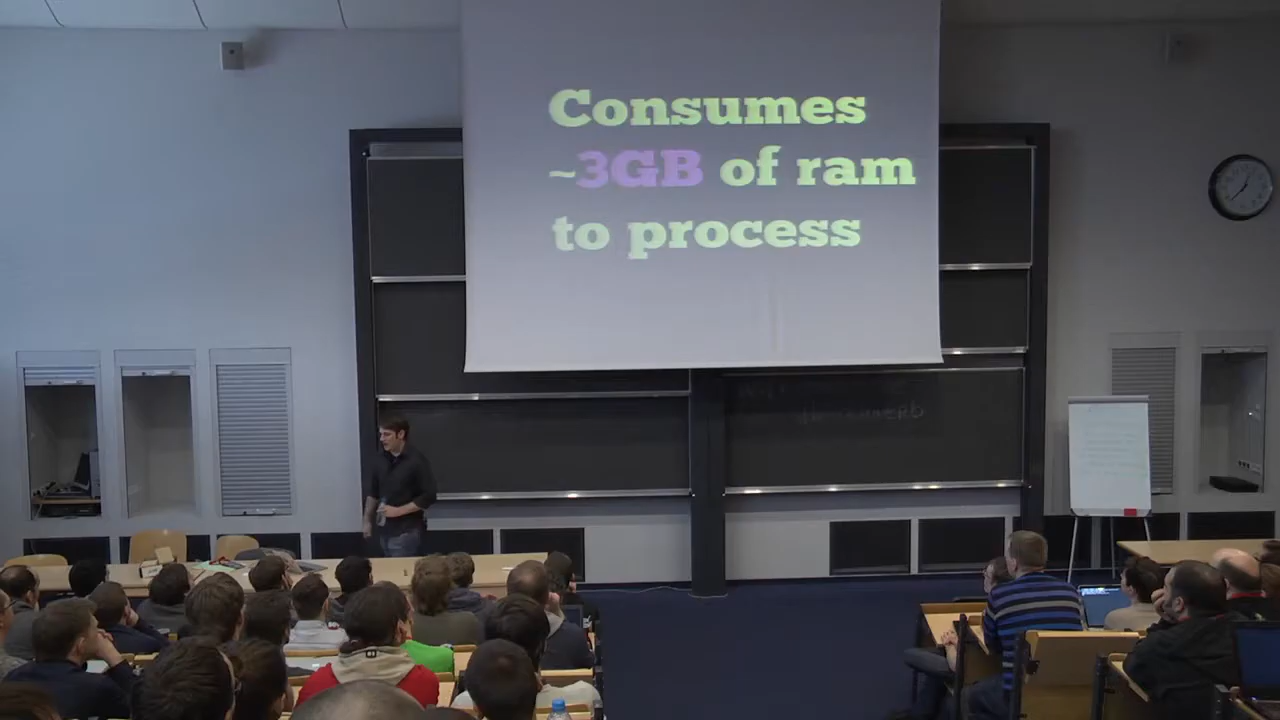 Consumes
~3GB of ram
to process